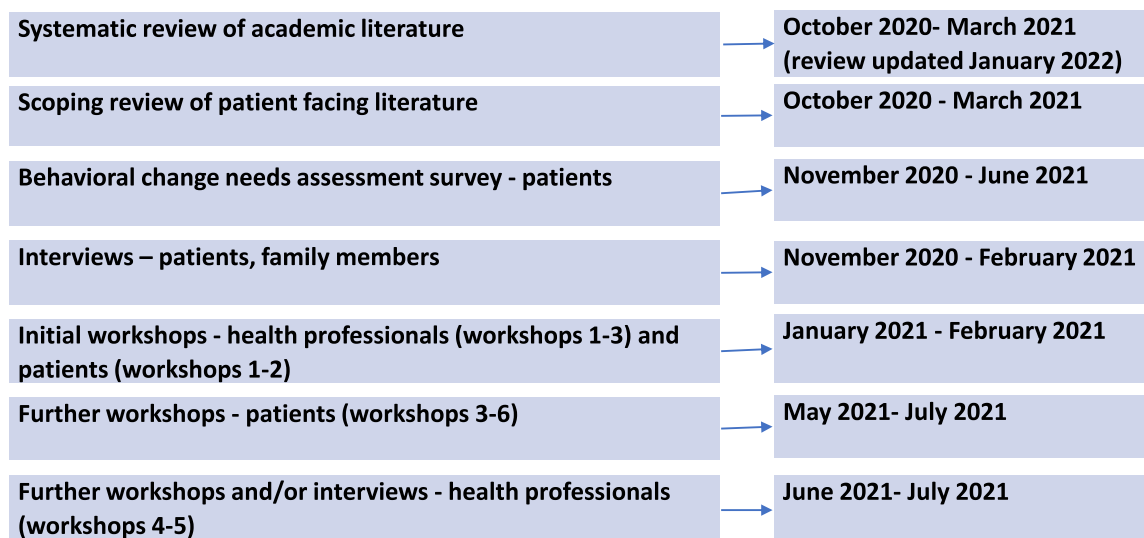 Systematic review of academic literature
October 2020- March 2021
(review updated January 2022)
Scoping review of patient facing literature
October 2020 - March 2021
Behavioral change needs assessment survey - patients
November 2020 - June 2021
Interviews – patients, family members
November 2020 - February 2021
Initial workshops - health professionals (workshops 1-3) and
patients (workshops 1-2)
January 2021 - February 2021
Further workshops - patients (workshops 3-6)
May 2021- July 2021
Further workshops and/or interviews - health professionals
(workshops 4-5)
June 2021- July 2021